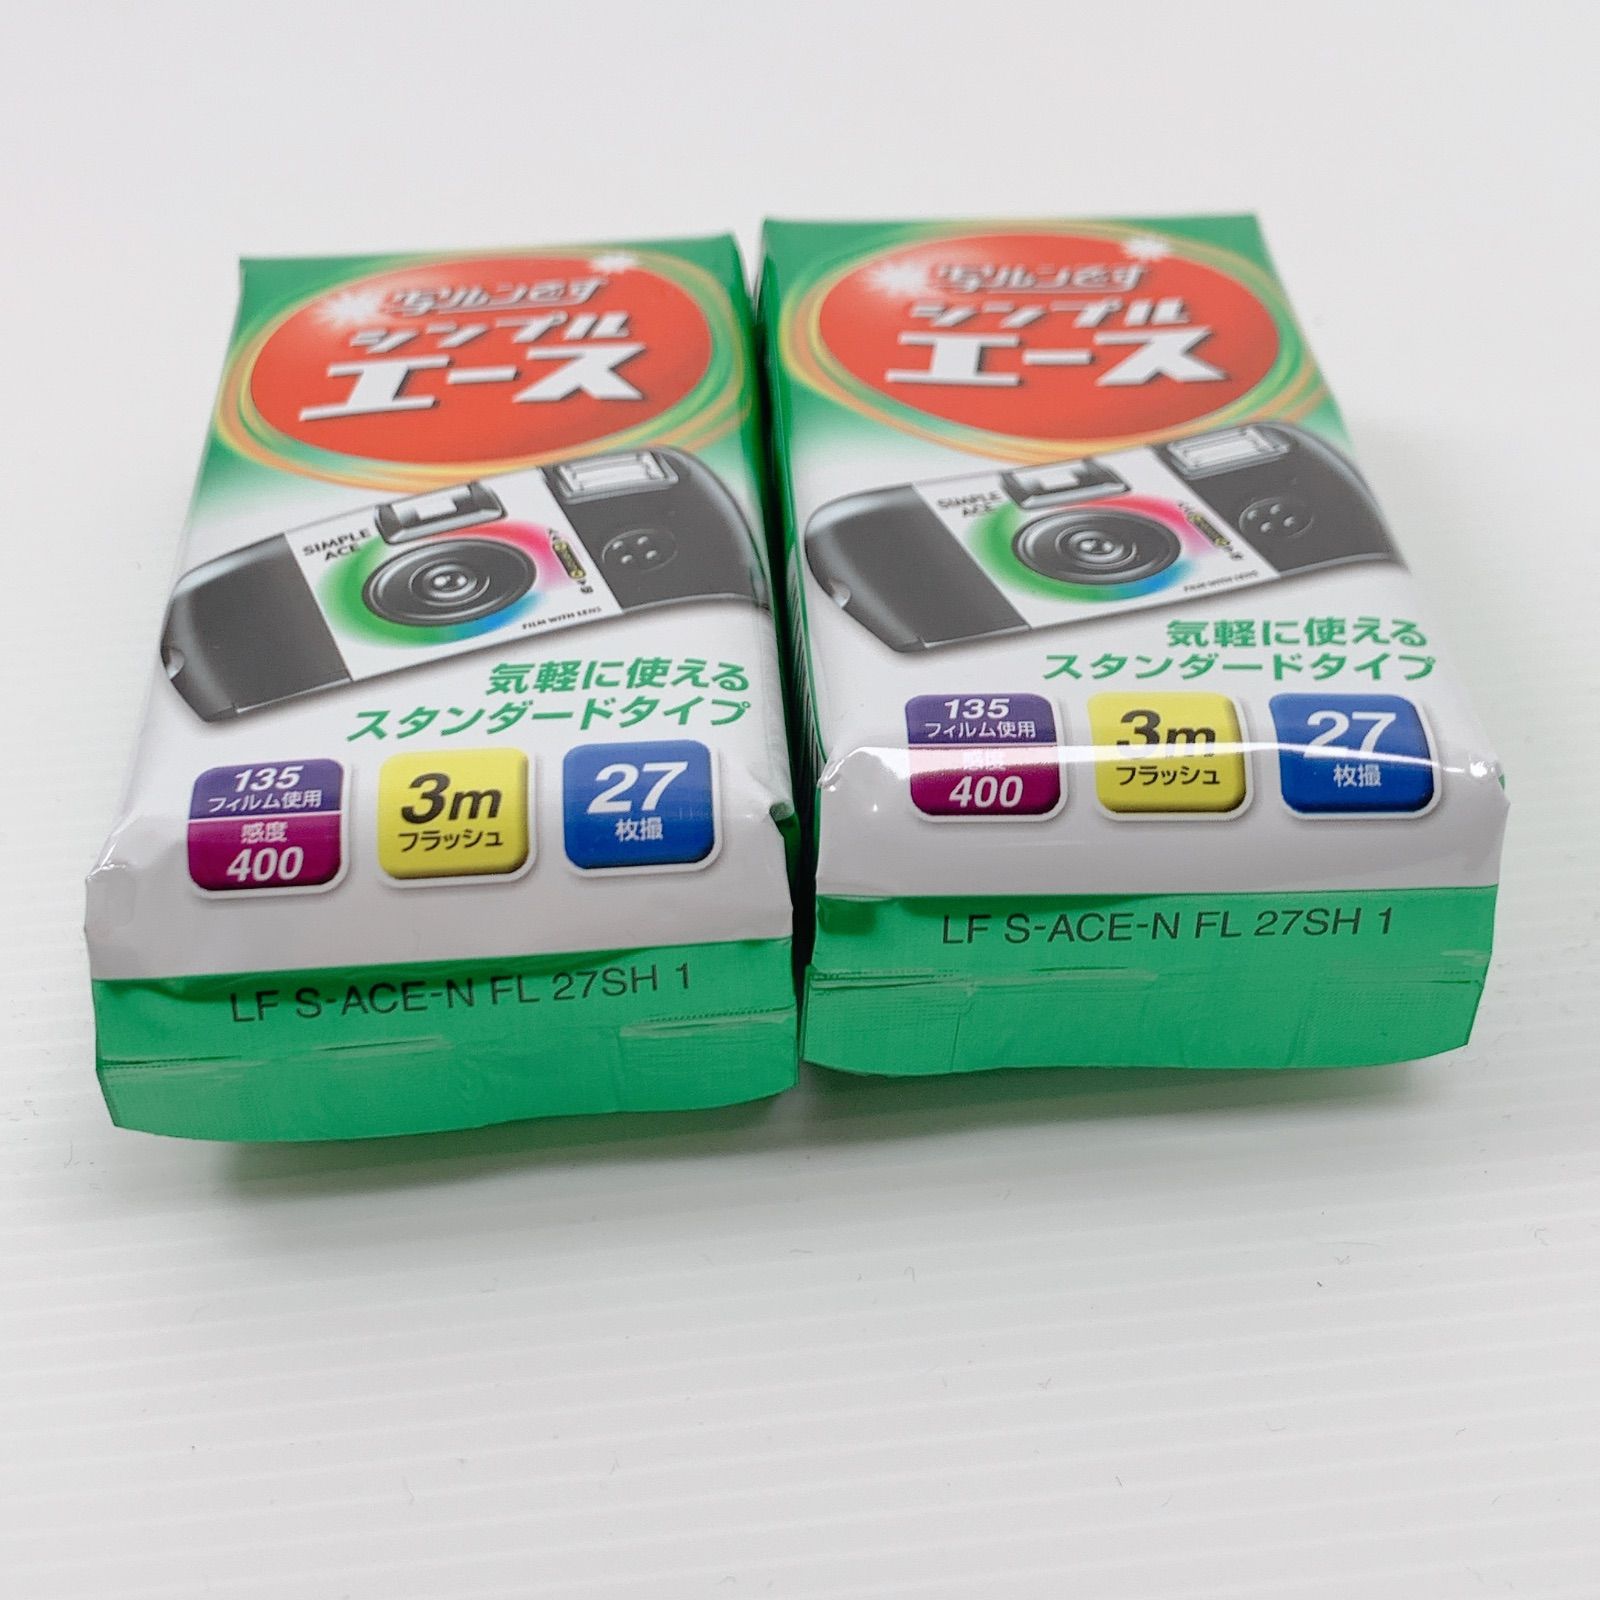 写ルンです
シンプル
エース
SIMPLE
ACE
FILM WITH LENS
気軽に使える
スタンダードタイプ
135
フィルム使用
感度
400
3m
フラッシュ
27
枚撮
LF S-ACE-N FL 27SH 1
写ルンです
シンプル
エース
SIMPLE
ACE
FILM WITH LENS
気軽に使える
スタンダードタイプ
135
フィルム使用
感度
400
3m
フラッシュ
27
枚撮
LF S-ACE-N FL 27SH 1